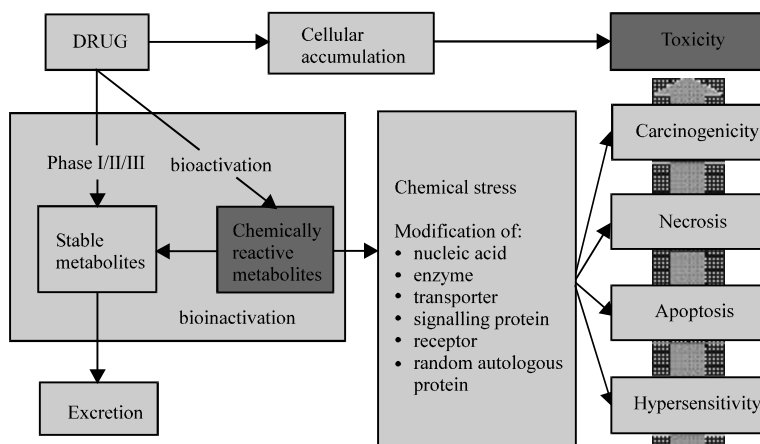 DRUG
Cellular
accumulation
Toxicity
Phase I/II/III
bioactivation
Stable
metabolites
Chemically
reactive
metabolites
bioinactivation
Excretion
Chemical stress
Modification of:
• nucleic acid
• enzyme
• transporter
• signalling protein
• receptor
• random autologous
protein
Carcinogenicity
Necrosis
Apoptosis
Hypersensitivity